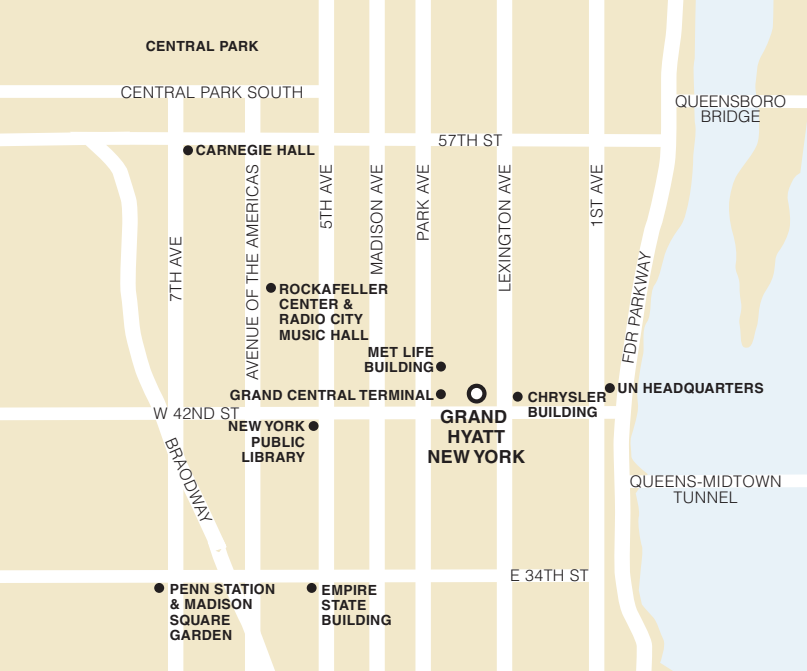 CENTRAL PARK
CENTRAL PARK SOUTH
QUEENSBORO
BRIDGE
57TH ST
CARNEGIE HALL
7TH AVE
AVENUE OF THE AMERICAS
5TH AVE
MADISON AVE
PARK AVE
LEXINGTON AVE
1ST AVE
FDR PARKWAY
ROCKAFELLER
CENTER &
RADIO CITY
MUSIC HALL
MET LIFE
BUILDING
GRAND CENTRAL TERMINAL
CHRYSLER
BUILDING
UN HEADQUARTERS
W 42ND ST
GRAND
HYATT
NEW YORK
NEW YORK
PUBLIC
LIBRARY
BRAODWAY
QUEENS-MIDTOWN
TUNNEL
E 34TH ST
PENN STATION
& MADISON
SQUARE
GARDEN
EMPIRE
STATE
BUILDING